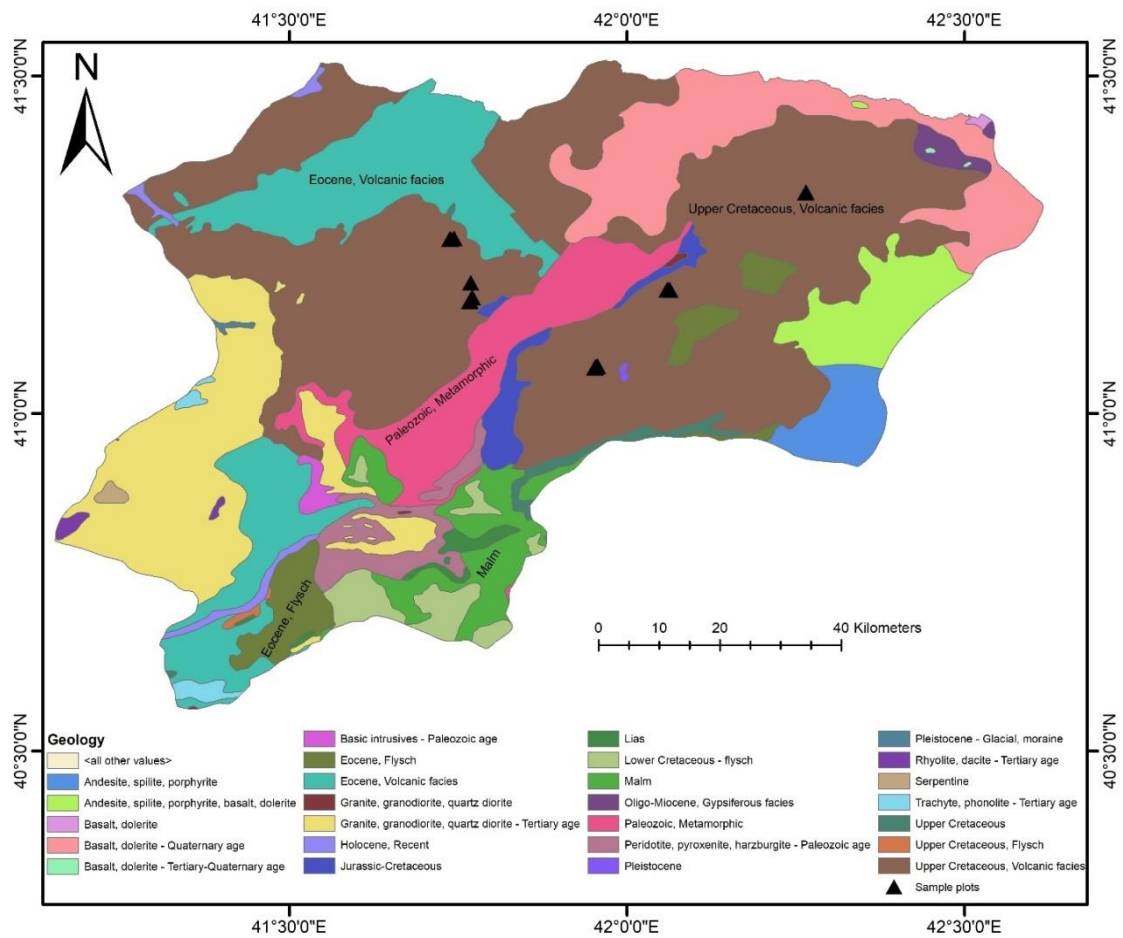 41°30'0"E 42°0'0"E 42°30'0"E
41°30'0"N 41°30'0"N
N
Eocene, Volcanic facies
Upper Cretaceous, Volcanic facies
Paleozoic, Metamorphic
41°0'0"N 41°0'0"N
Malm
Eocene, Flysch
0 10 20 40 Kilometers
40°30'0"N 40°30'0"N
Geology
<all other values>
Andesite, spilite, porphyrite
Andesite, spilite, porphyrite, basalt, dolerite
Basalt, dolerite
Basalt, dolerite - Quaternary age
Basalt, dolerite - Tertiary-Quaternary age
Basic intrusives - Paleozoic age
Eocene, Flysch
Eocene, Volcanic facies
Granite, granodiorite, quartz diorite
Granite, granodiorite, quartz diorite - Tertiary age
Holocene, Recent
Jurassic-Cretaceous
Lias
Lower Cretaceous - flysch
Malm
Oligo-Miocene, Gypsiferous facies
Paleozoic, Metamorphic
Peridotite, pyroxenite, harzburgite - Paleozoic age
Pleistocene
Pleistocene - Glacial, moraine
Rhyolite, dacite - Tertiary age
Serpentine
Trachyte, phonolite - Tertiary age
Upper Cretaceous
Upper Cretaceous, Flysch
Upper Cretaceous, Volcanic facies
Sample plots
41°30'0"E 42°0'0"E 42°30'0"E